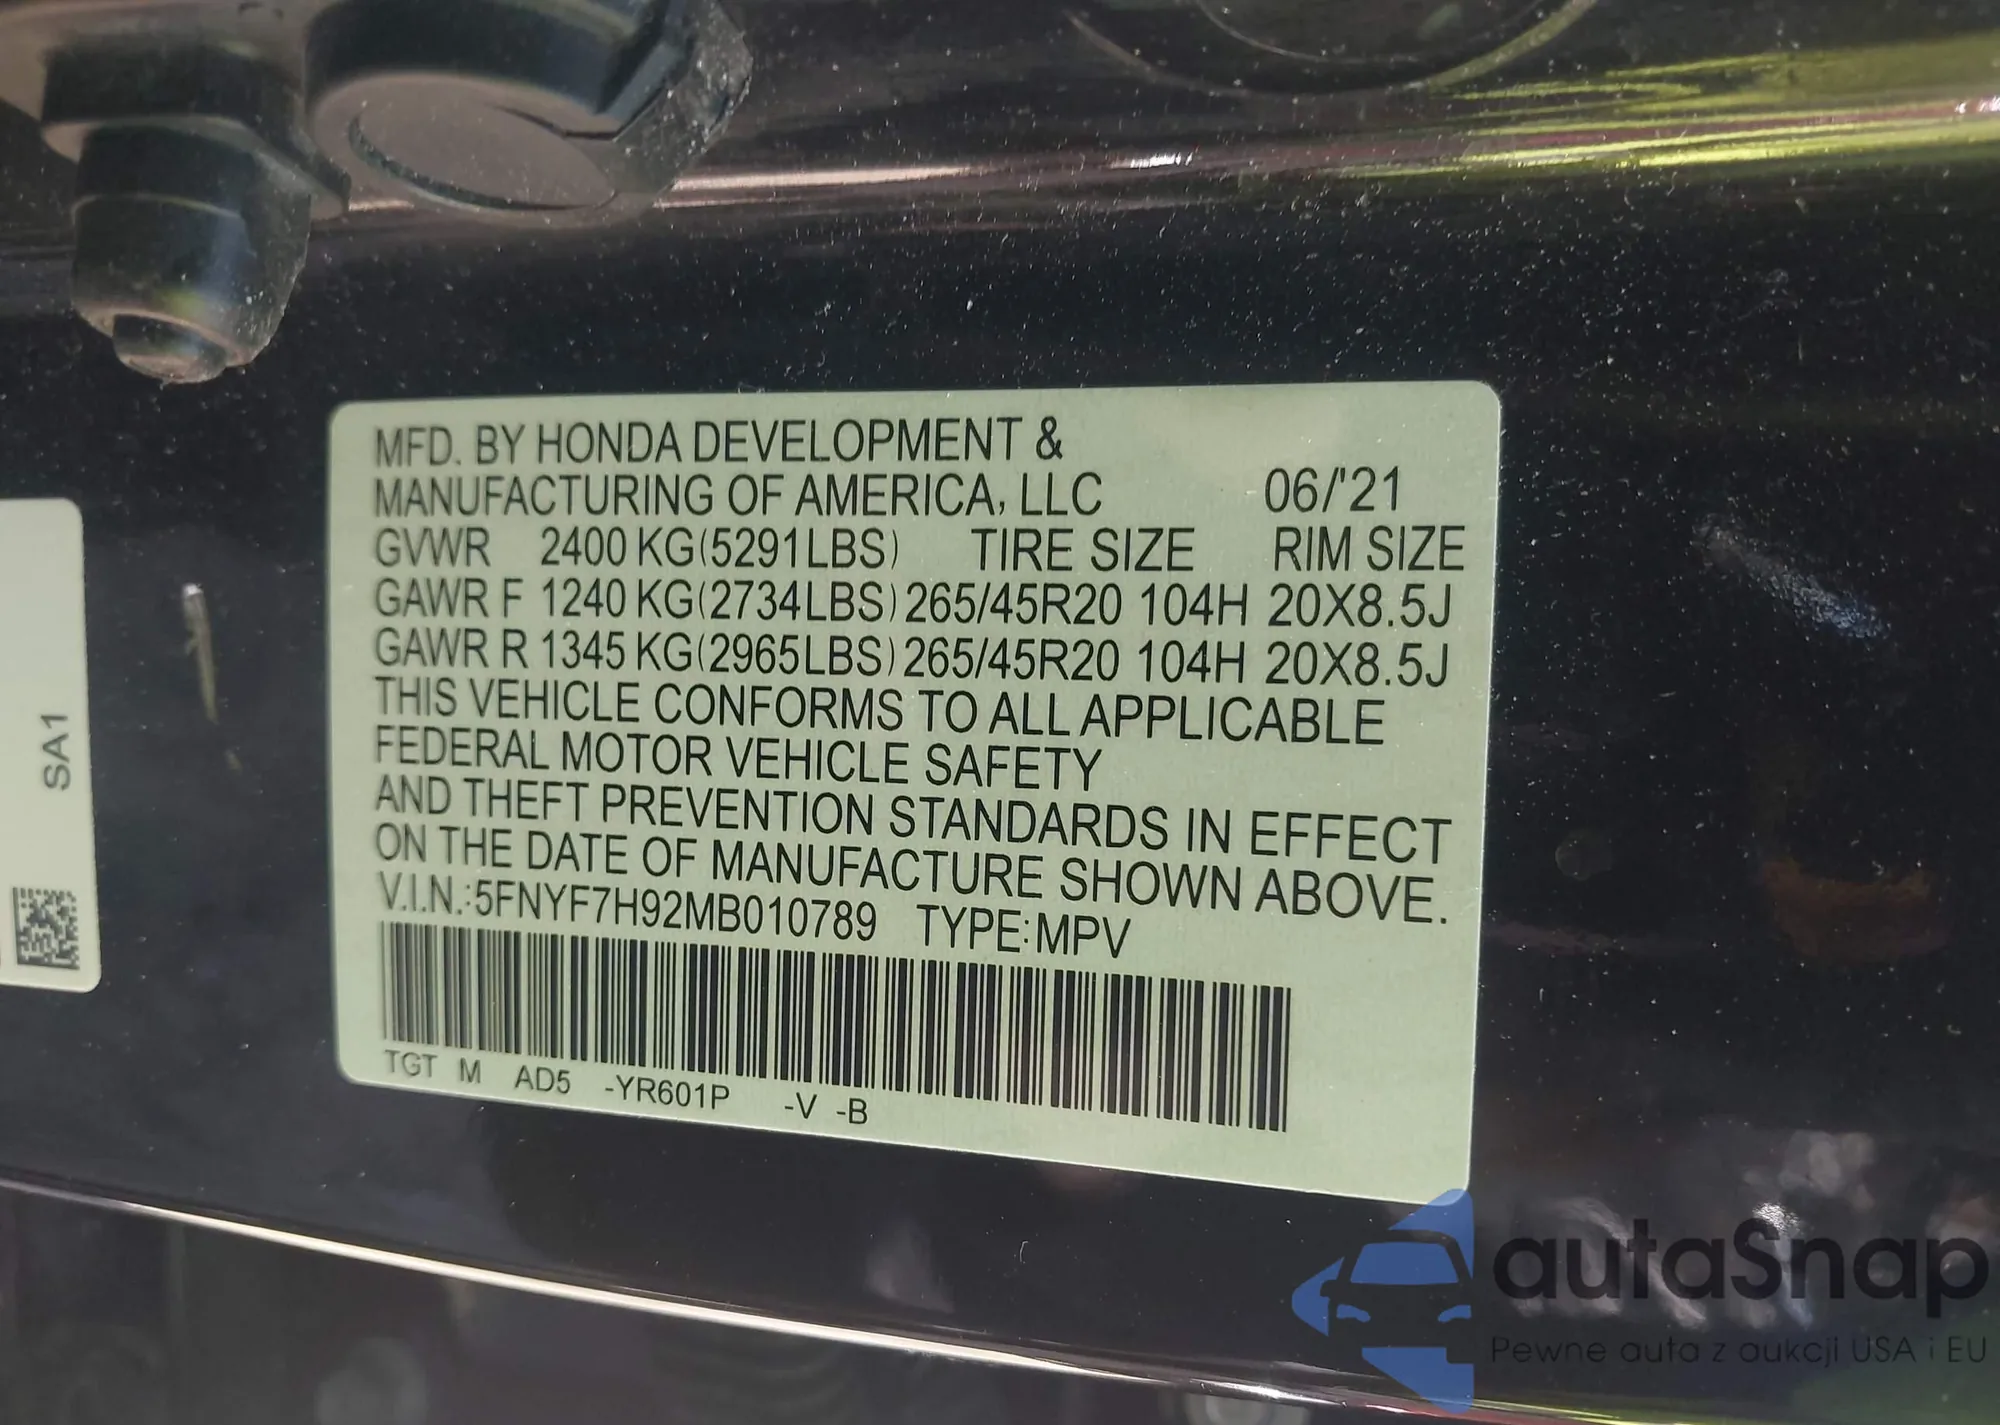 MFD. BY HONDA DEVELOPMENT &
MANUFACTURING OF AMERICA, LLC 06/'21
GVWR 2400 KG(5291LBS) TIRE SIZE RIM SIZE
GAWR F 1240 KG(2734LBS) 265/45R20 104H 20X8.5J
GAWR R 1345 KG(2965LBS) 265/45R20 104H 20X8.5J
THIS VEHICLE CONFORMS TO ALL APPLICABLE
FEDERAL MOTOR VEHICLE SAFETY
AND THEFT PREVENTION STANDARDS IN EFFECT
ON THE DATE OF MANUFACTURE SHOWN ABOVE.
V.I.N.:5FNYF7H92MB010789 TYPE:MPV
TGT M AD5 -YR601P -V -B
SA1
autaSnap
Pewne auta z aukcji USA i EU